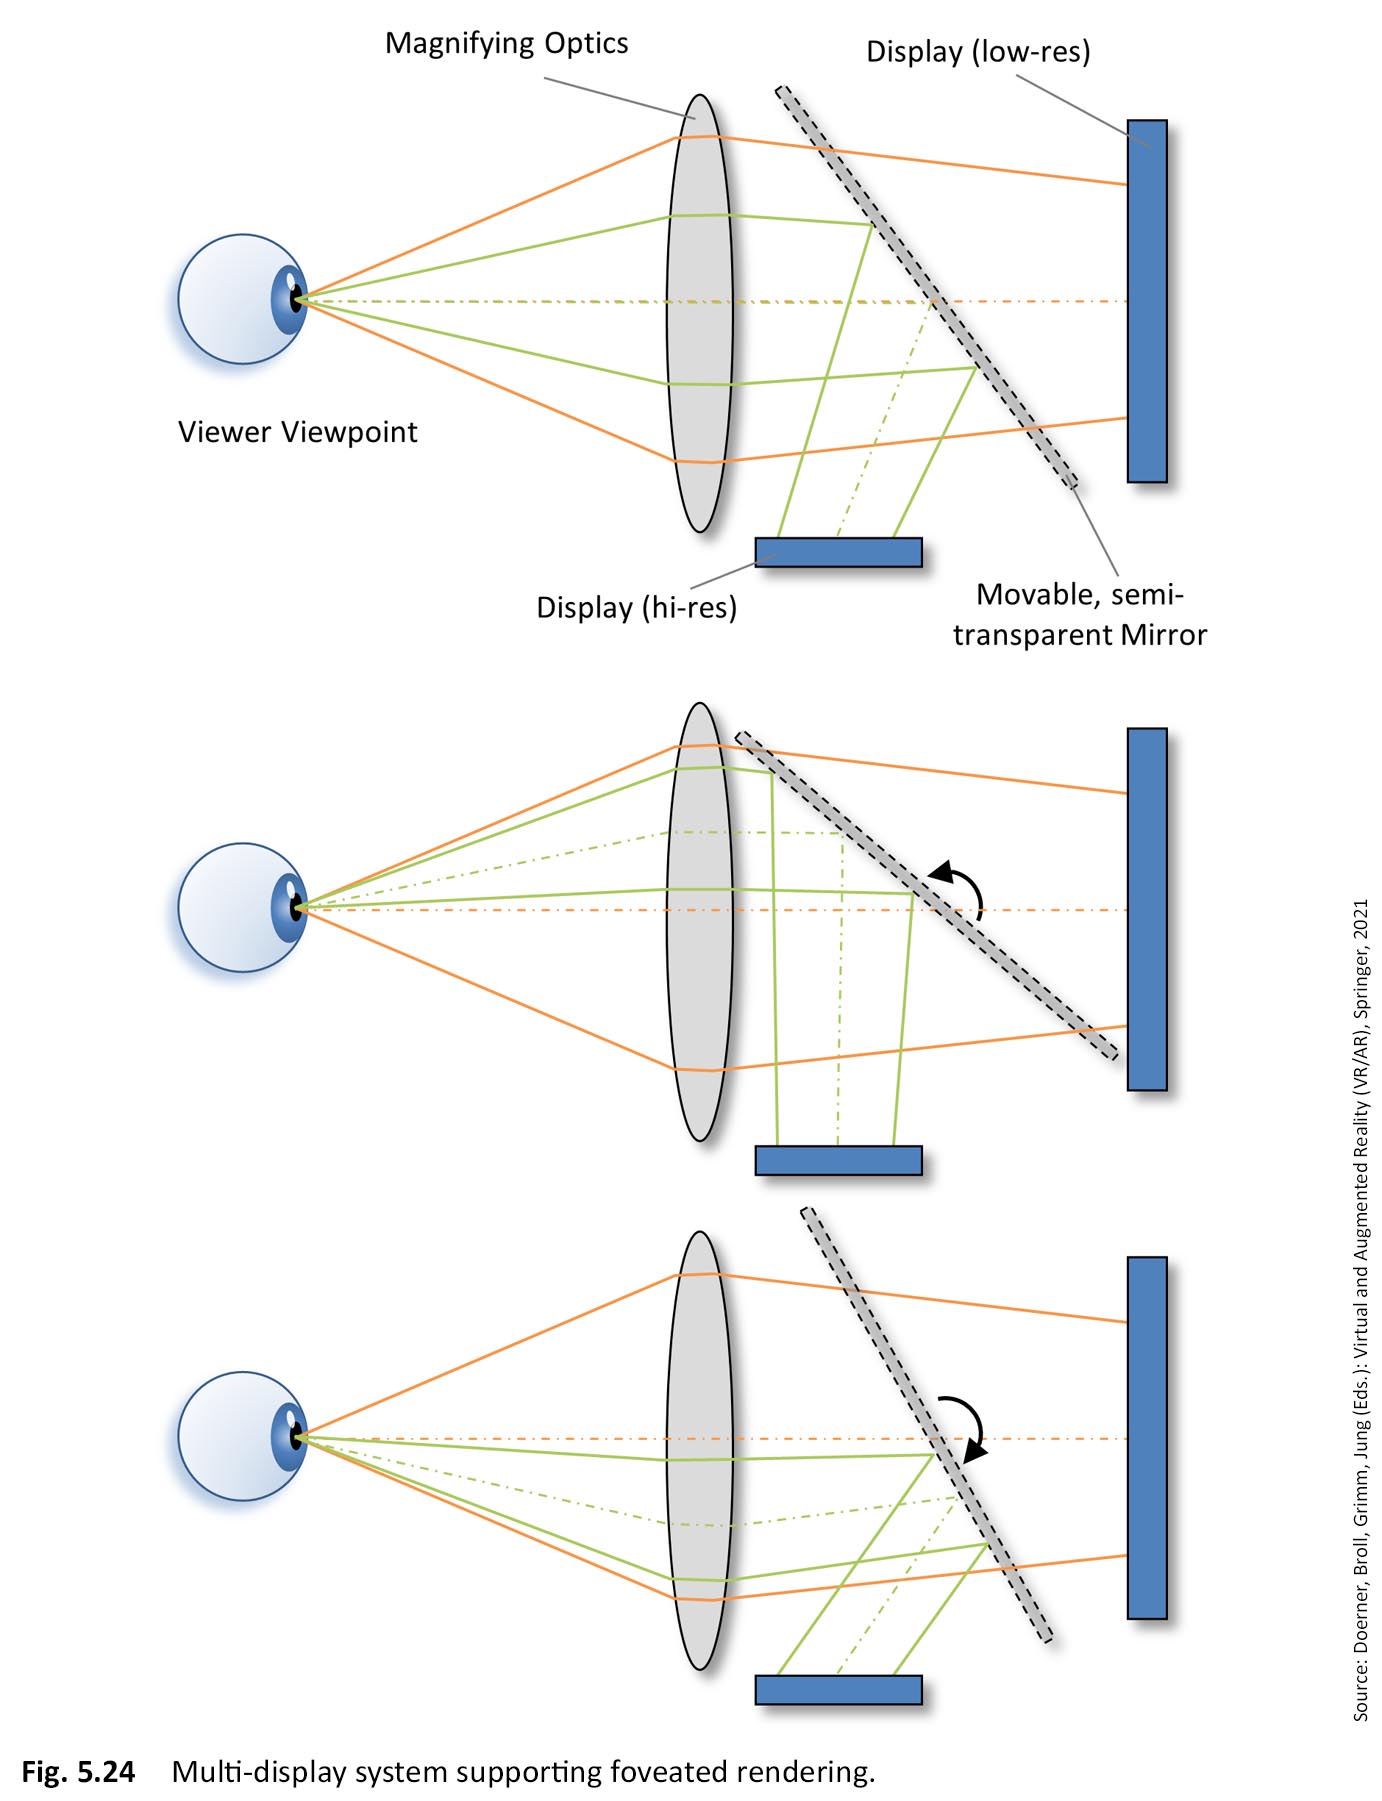 Magnifying Optics
Display (low-res)
Viewer Viewpoint
Display (hi-res)
Movable, semi-
transparent Mirror
Source: Doerner, Broll, Grimm, Jung (Eds.): Virtual and Augmented Reality (VR/AR), Springer, 2021
Fig. 5.24 Multi-display system supporting foveated rendering.